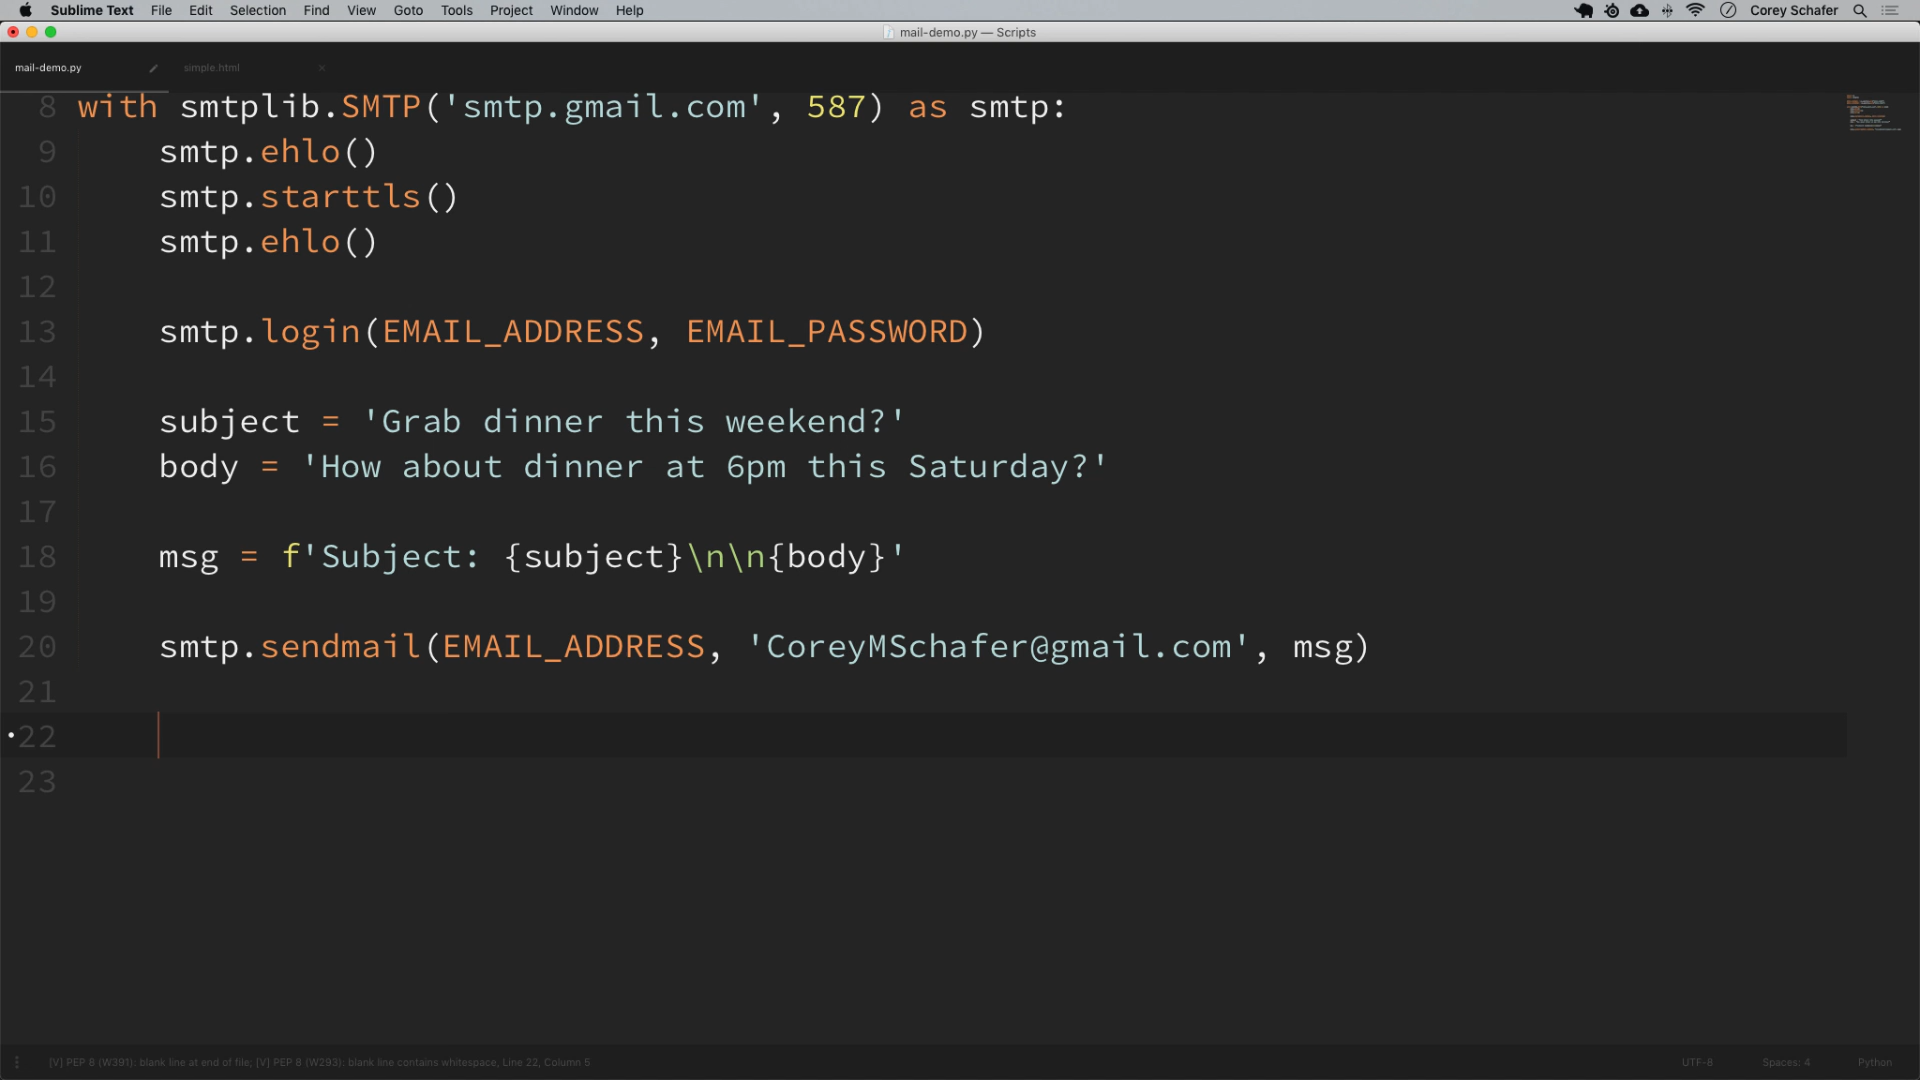 Sublime Text File Edit Selection Find View Goto Tools Project Window Help Corey Schafer
mail-demo.py — Scripts
mail-demo.py simple.html
8 with smtplib.SMTP('smtp.gmail.com', 587) as smtp:
9 smtp.ehlo()
10 smtp.starttls()
11 smtp.ehlo()
12
13 smtp.login(EMAIL_ADDRESS, EMAIL_PASSWORD)
14
15 subject = 'Grab dinner this weekend?'
16 body = 'How about dinner at 6pm this Saturday?'
17
18 msg = f'Subject: {subject}\n\n{body}'
19
20 smtp.sendmail(EMAIL_ADDRESS, 'CoreyMSchafer@gmail.com', msg)
21
22
23
[V] PEP 8 (W391): blank line at end of file; [V] PEP 8 (W293): blank line contains whitespace, Line 22, Column 5 UTF-8 Spaces: 4 Python